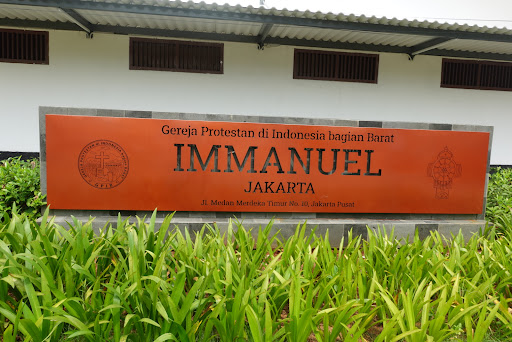 Gereja Protestan di Indonesia bagian Barat
IMMANUEL
JAKARTA
Jl. Medan Merdeka Timur No. 10, Jakarta Pusat